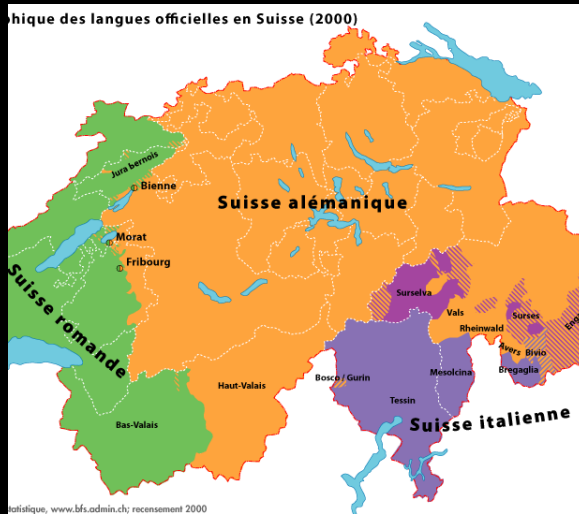 phique des langues officielles en Suisse (2000)
Jura bernois
Bienne
Suisse alémanique
Morat
Fribourg
Suisse romande
Surselva
Vals
Surses
Eng
Rheinwald
Avers
Bivio
Bregaglia
Haut-Valais
Bosco / Gurin
Mesolcina
Tessin
Bas-Valais
Suisse italienne
tatistique, www.bfs.admin.ch; recensement 2000